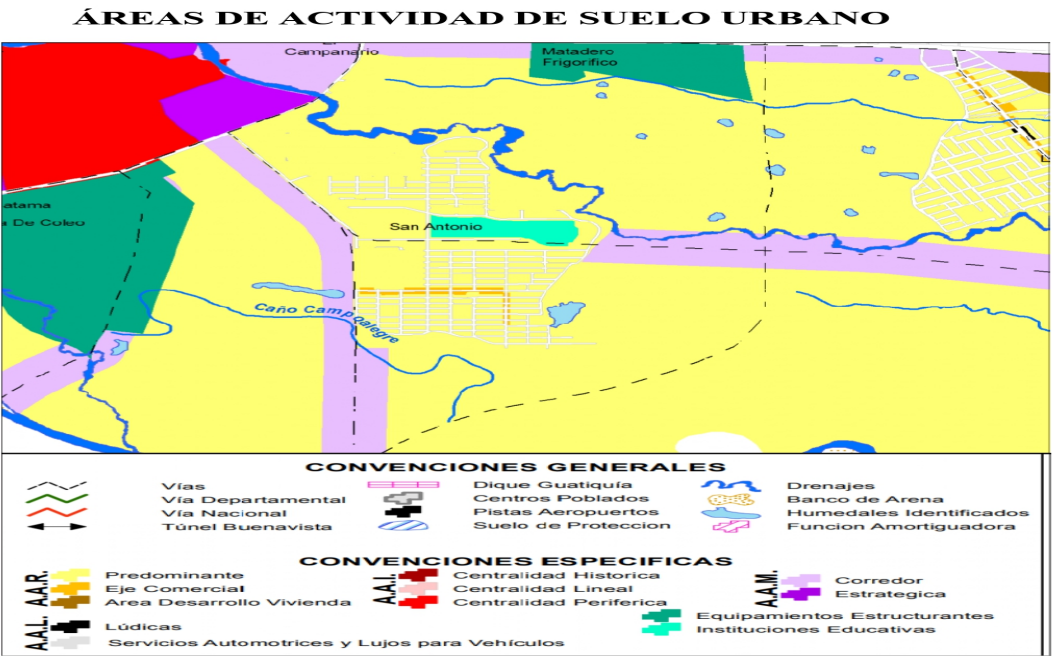 ÁREAS DE ACTIVIDAD DE SUELO URBANO
Campanario
Matadero
Frigorifico
atama
s De Coleo
San Antonio
Caño Campoalegre
CONVENCIONES GENERALES
Vías
Vía Departamental
Vía Nacional
Túnel Buenavista
Dique Guatiquía
Centros Poblados
Pistas Aeropuertos
Suelo de Proteccion
Drenajes
Banco de Arena
Humedales Identificados
Funcion Amortiguadora
CONVENCIONES ESPECIFICAS
A.A.R.
Predominante
Eje Comercial
Area Desarrollo Vivienda
A.A.L.
Lúdicas
Servicios Automotrices y Lujos para Vehículos
A.A.I.
Centralidad Historica
Centralidad Lineal
Centralidad Periferica
A.A.M.
Corredor
Estrategica
Equipamientos Estructurantes
Instituciones Educativas